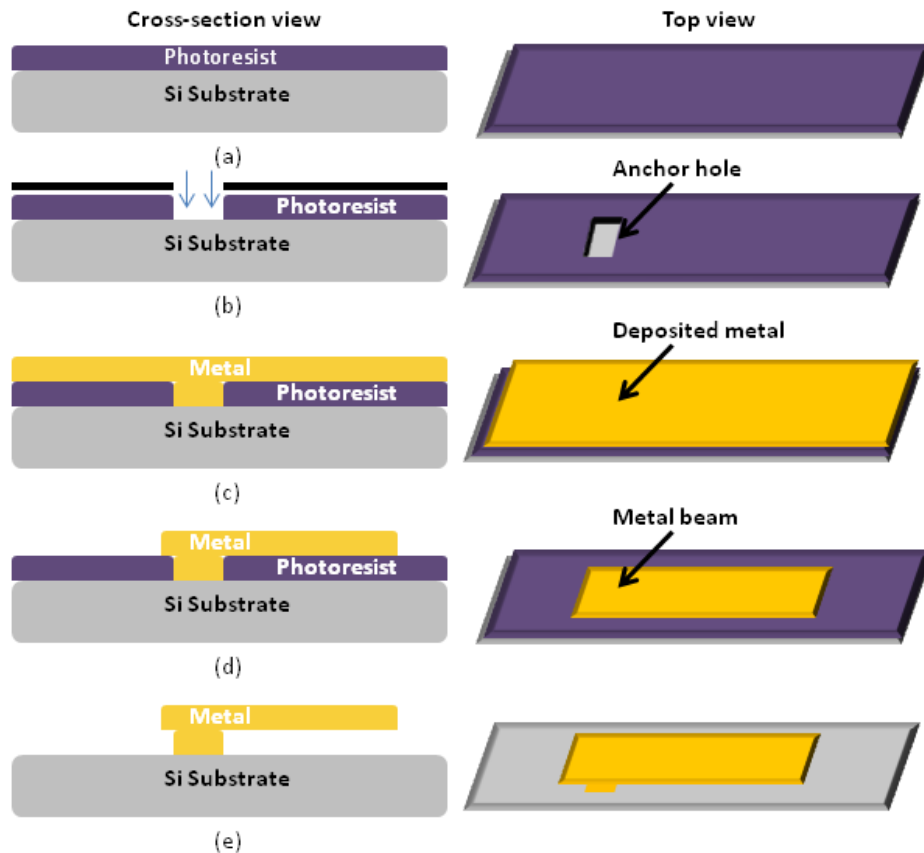 Cross-section view
Top view
Photoresist
Si Substrate
(a)
Anchor hole
Photoresist
Si Substrate
(b)
Deposited metal
Metal
Photoresist
Si Substrate
(c)
Metal beam
Metal
Photoresist
Si Substrate
(d)
Metal
Si Substrate
(e)